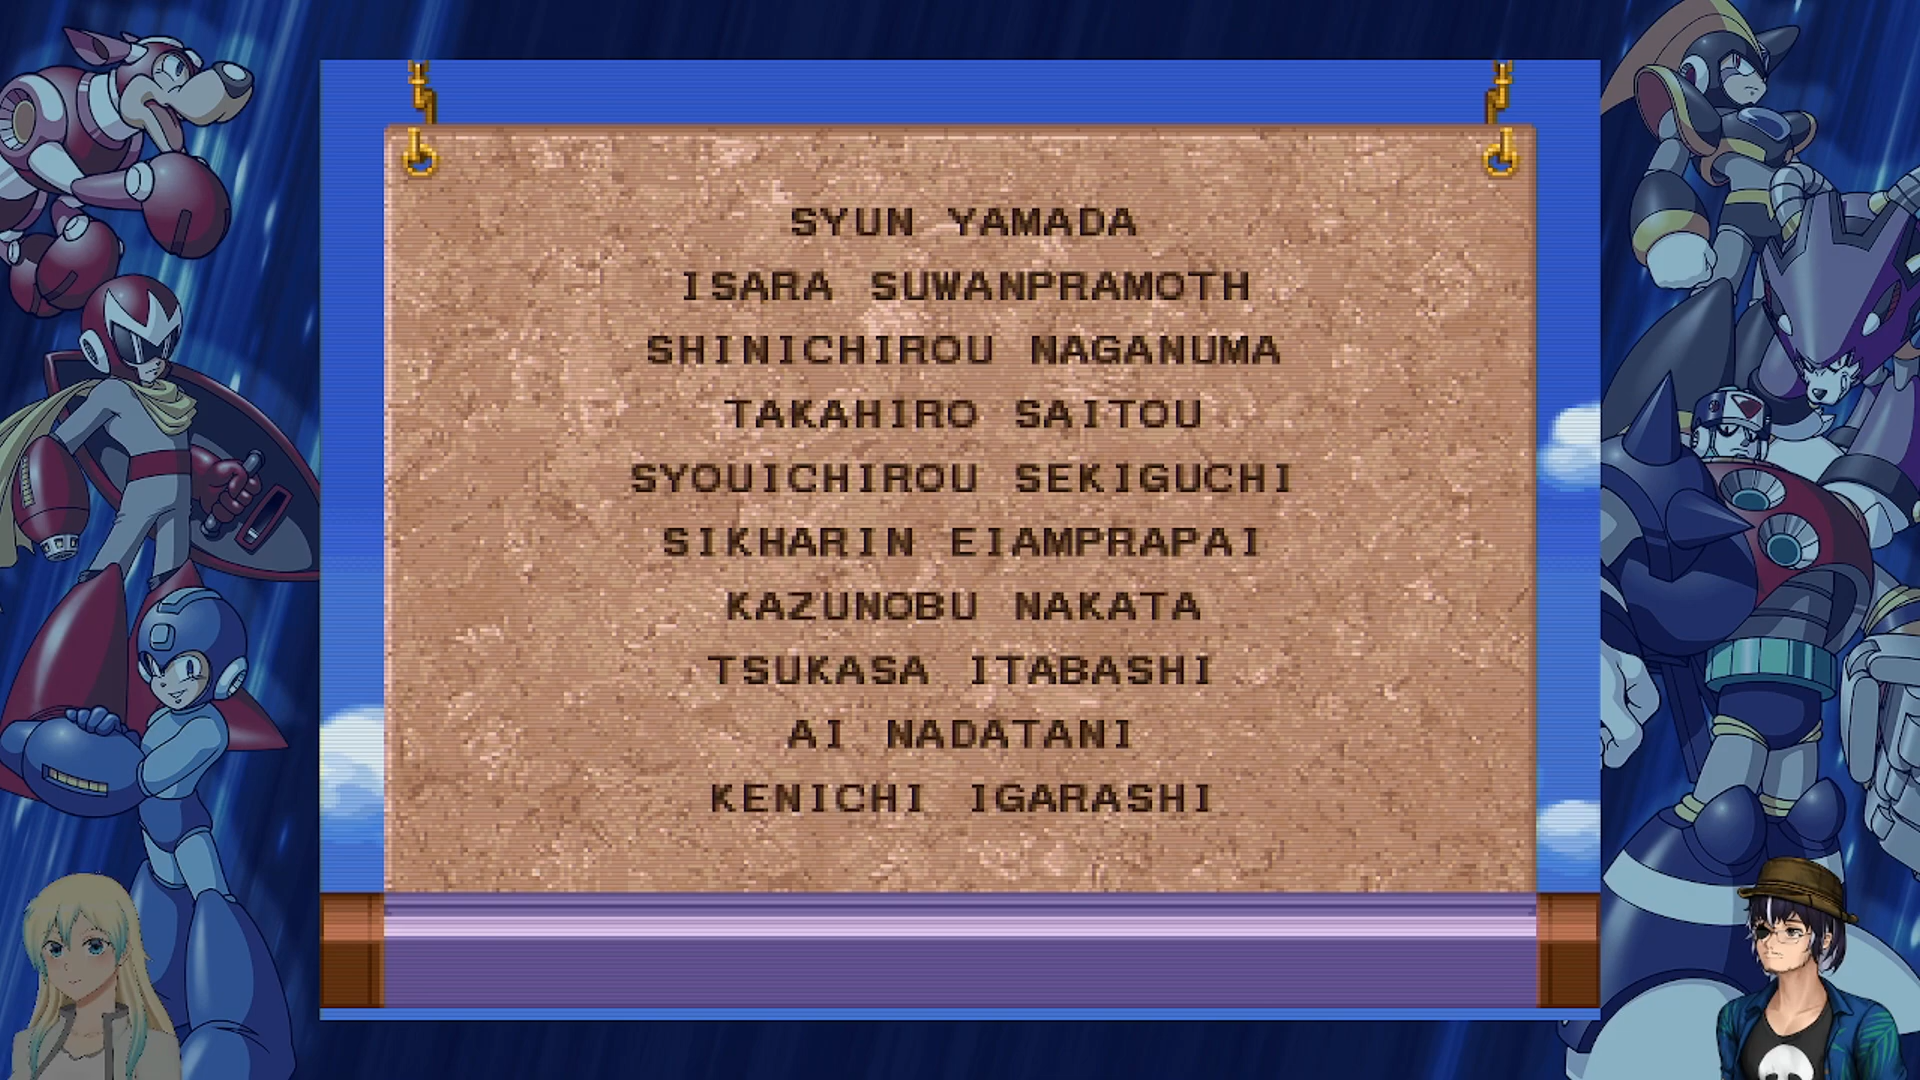 SYUN YAMADA
ISARA SUWANPRAMOTH
SHINICHIROU NAGANUMA
TAKAHIRO SAITOU
SYOUICHIROU SEKIGUCHI
SIKHARIN EIAMPRAPAI
KAZUNOBU NAKATA
TSUKASA ITABASHI
AI NADATANI
KENICHI IGARASHI